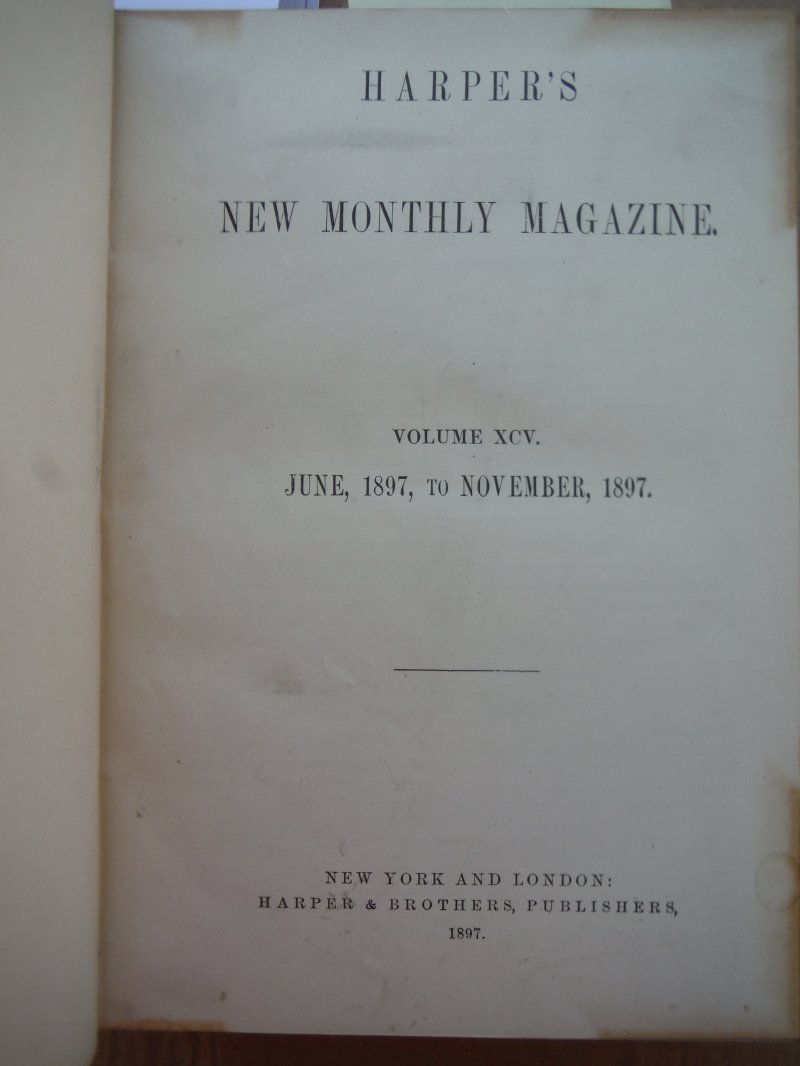 HARPER'S
NEW MONTHLY MAGAZINE.
VOLUME XCV.
JUNE, 1897, TO NOVEMBER, 1897.
NEW YORK AND LONDON:
HARPER & BROTHERS, PUBLISHERS,
1897.